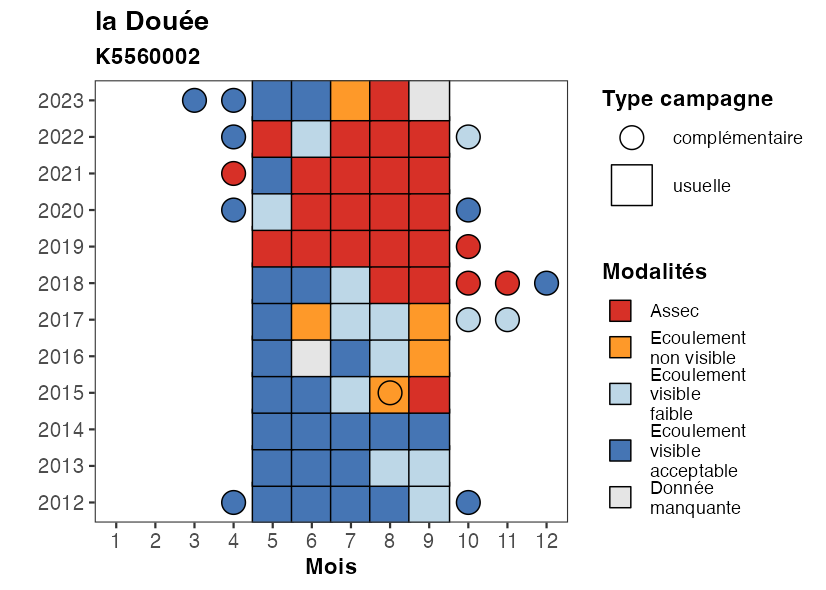 la Douée
K5560002
2023
2022
2021
2020
2019
2018
2017
2016
2015
2014
2013
2012
1 2 3 4 5 6 7 8 9 10 11 12
Mois
Type campagne
complémentaire
usuelle
Modalités
Assec
Ecoulement
non visible
Ecoulement
visible
faible
Ecoulement
visible
acceptable
Donnée
manquante